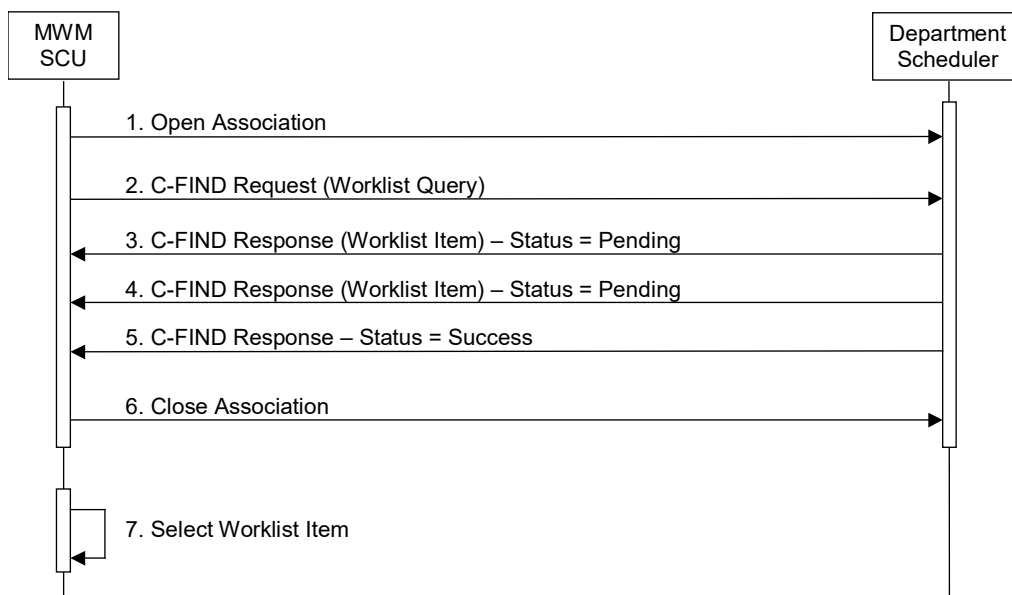 MWM
SCU
Department
Scheduler
1. Open Association
2. C-FIND Request (Worklist Query)
3. C-FIND Response (Worklist Item) – Status = Pending
4. C-FIND Response (Worklist Item) – Status = Pending
5. C-FIND Response – Status = Success
6. Close Association
7. Select Worklist Item